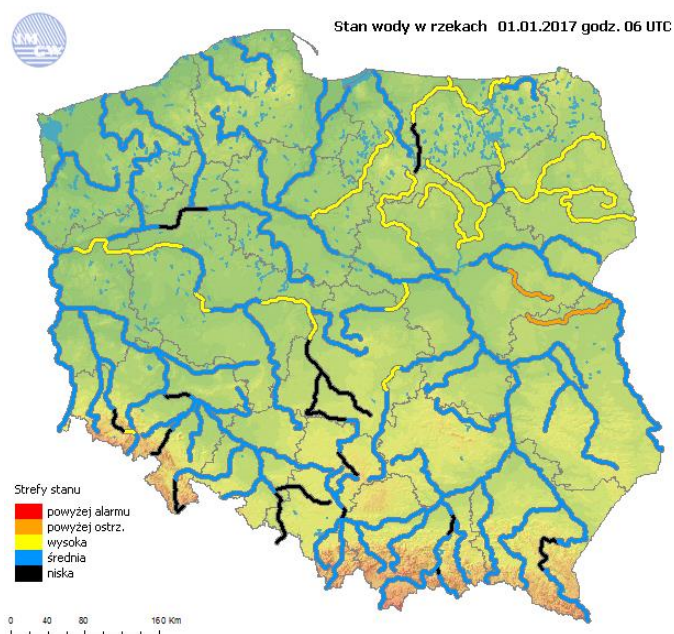 IMGW
Stan wody w rzekach 01.01.2017 godz. 06 UTC
Strefy stanu
powyżej alarmu
powyżej ostrz.
wysoka
średnia
niska
0 40 80 160 Km